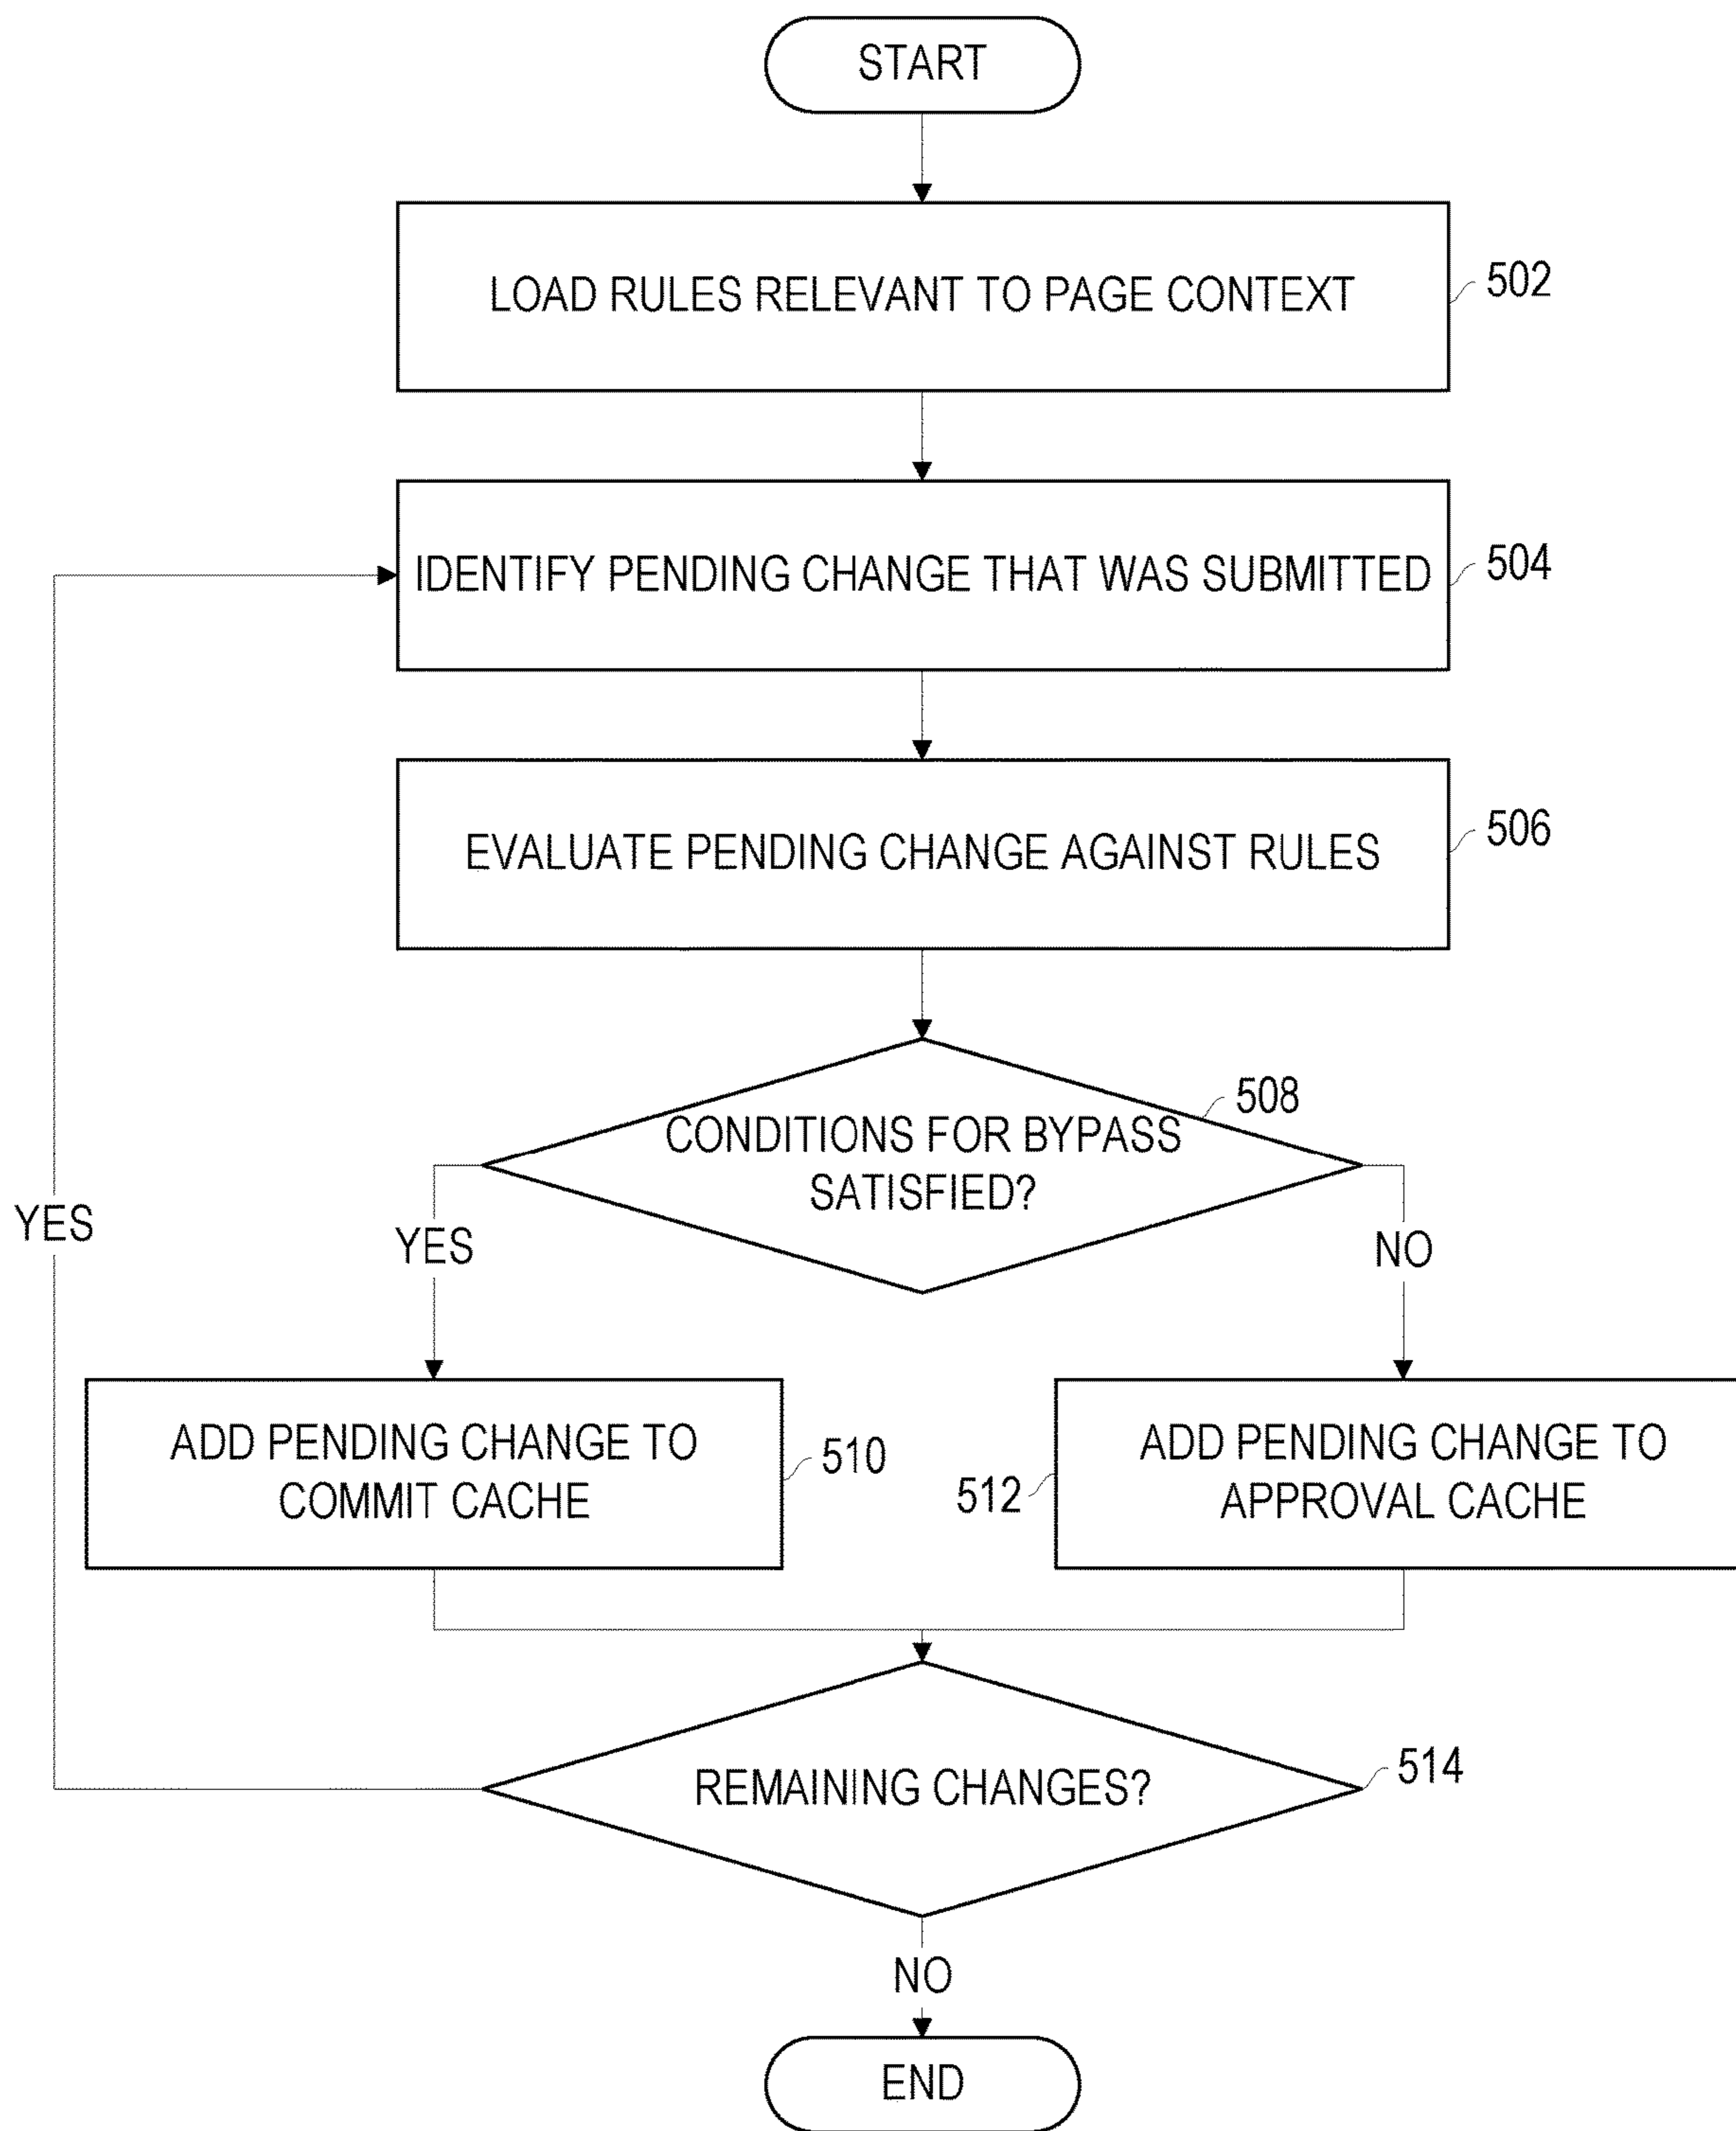 START
LOAD RULES RELEVANT TO PAGE CONTEXT
502
IDENTIFY PENDING CHANGE THAT WAS SUBMITTED
504
EVALUATE PENDING CHANGE AGAINST RULES
506
508
CONDITIONS FOR BYPASS
SATISFIED?
YES
YES
NO
ADD PENDING CHANGE TO
COMMIT CACHE
510
512
ADD PENDING CHANGE TO
APPROVAL CACHE
REMAINING CHANGES?
514
NO
END